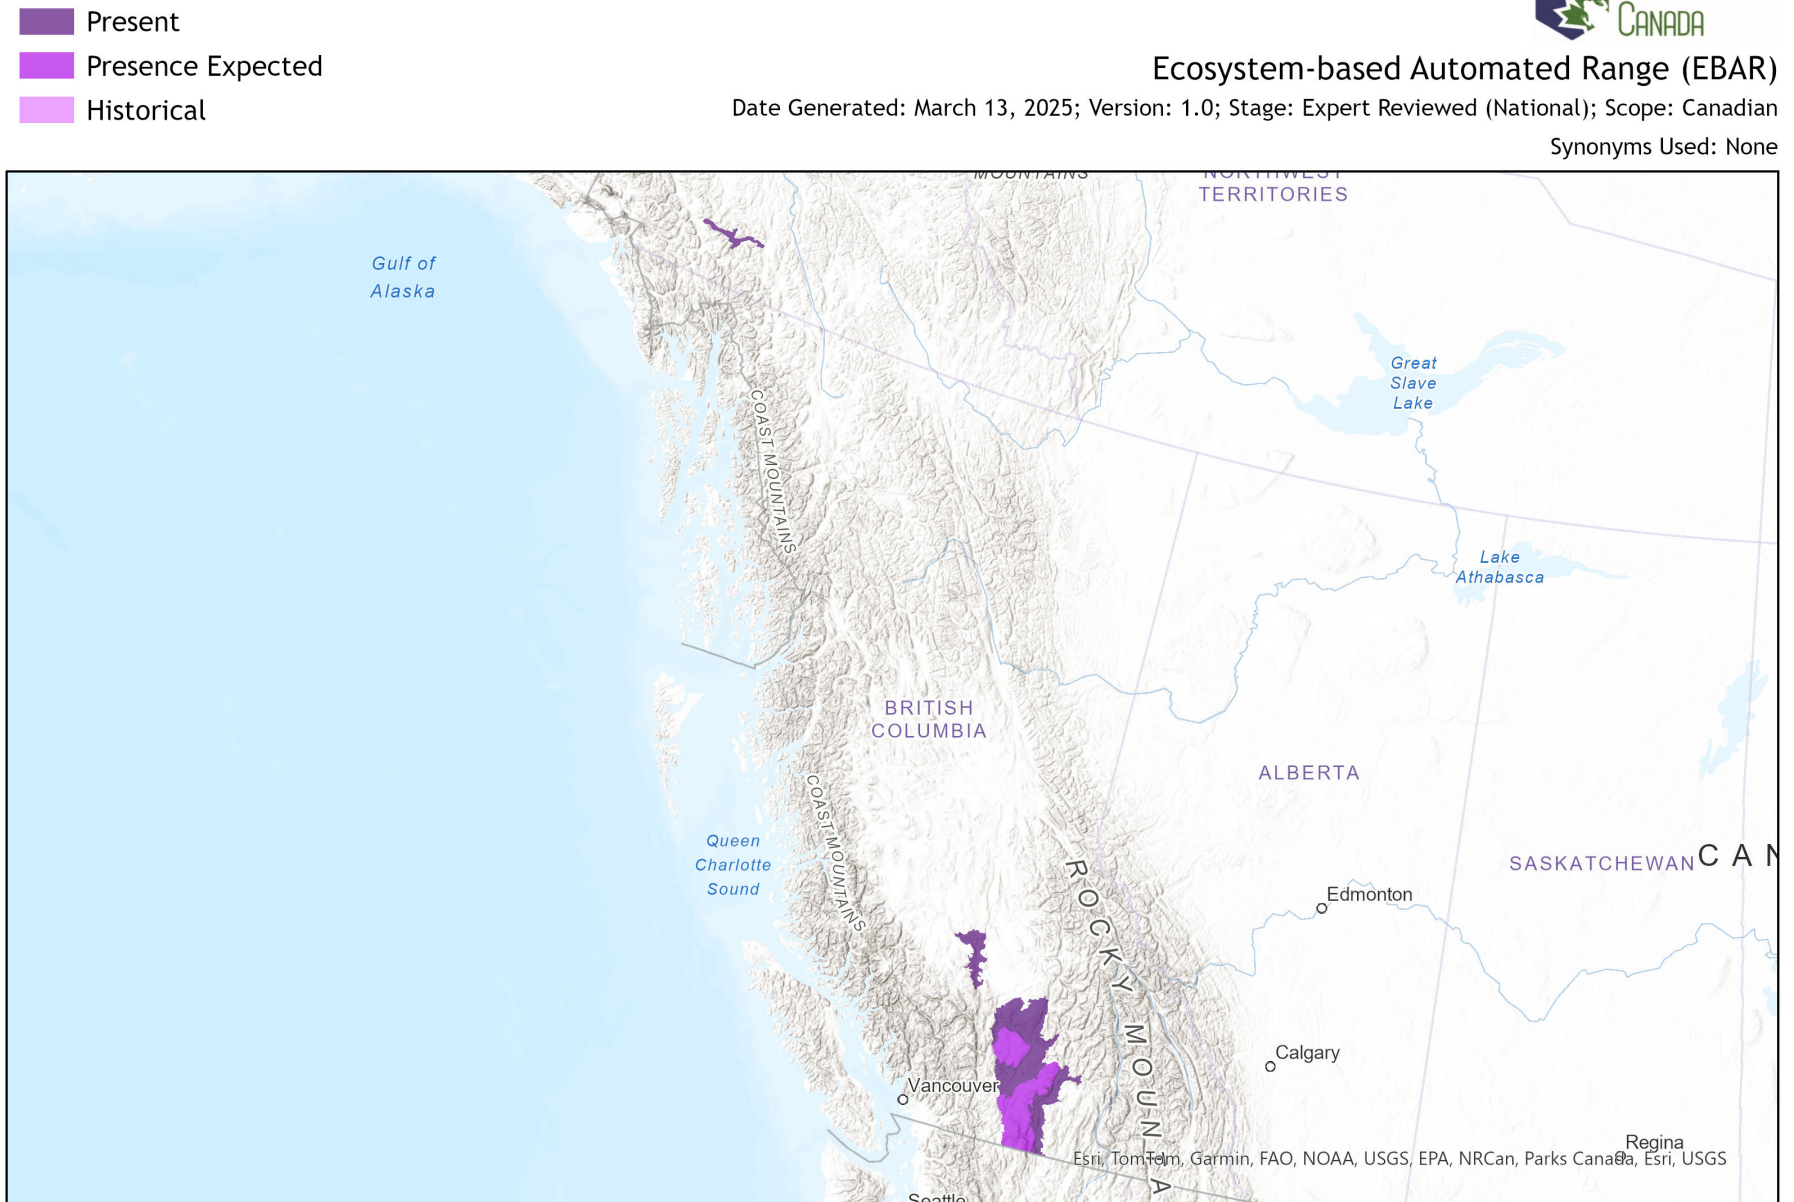 Present
Presence Expected
Historical
CANADA
Ecosystem-based Automated Range (EBAR)
Date Generated: March 13, 2025; Version: 1.0; Stage: Expert Reviewed (National); Scope: Canadian
Synonyms Used: None
MOUNTAINS
NORTHWEST
TERRITORIES
Gulf of
Alaska
Great
Slave
Lake
COAST MOUNTAINS
Lake
Athabasca
BRITISH
COLUMBIA
ALBERTA
COAST MOUNTAINS
Queen
Charlotte
Sound
SASKATCHEWAN
CAN
ROCKY MOUNTA
Edmonton
Calgary
Vancouver
Regina
Esri, TomTom, Garmin, FAO, NOAA, USGS, EPA, NRCan, Parks Canada, Esri, USGS
Seattle